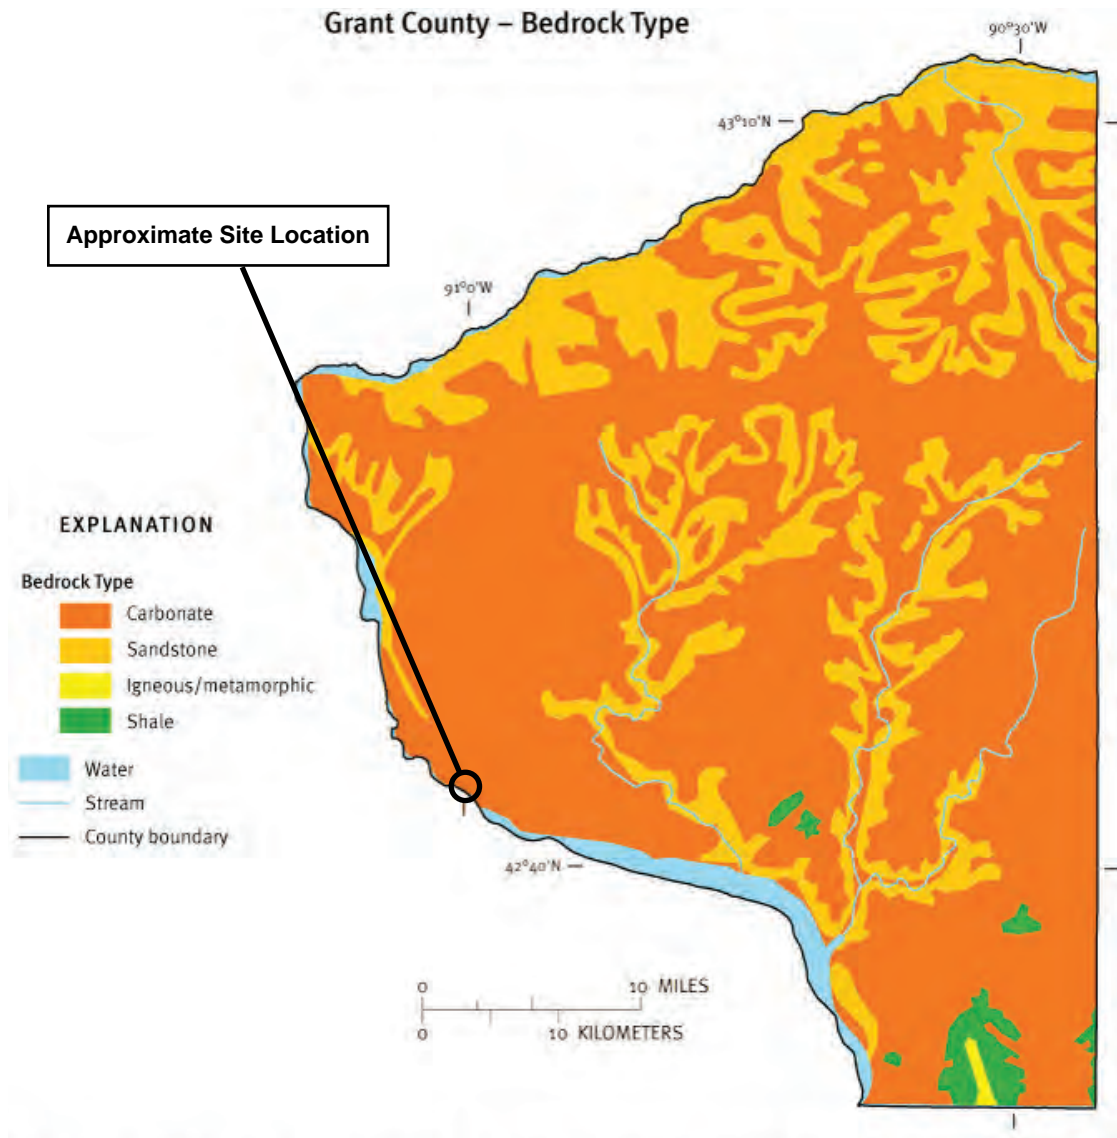 Grant County – Bedrock Type
90°30'W
43°10'N
Approximate Site Location
91°0'W
EXPLANATION
Bedrock Type
Carbonate
Sandstone
Igneous/metamorphic
Shale
Water
Stream
County boundary
42°40'N
0 10 MILES
0 10 KILOMETERS